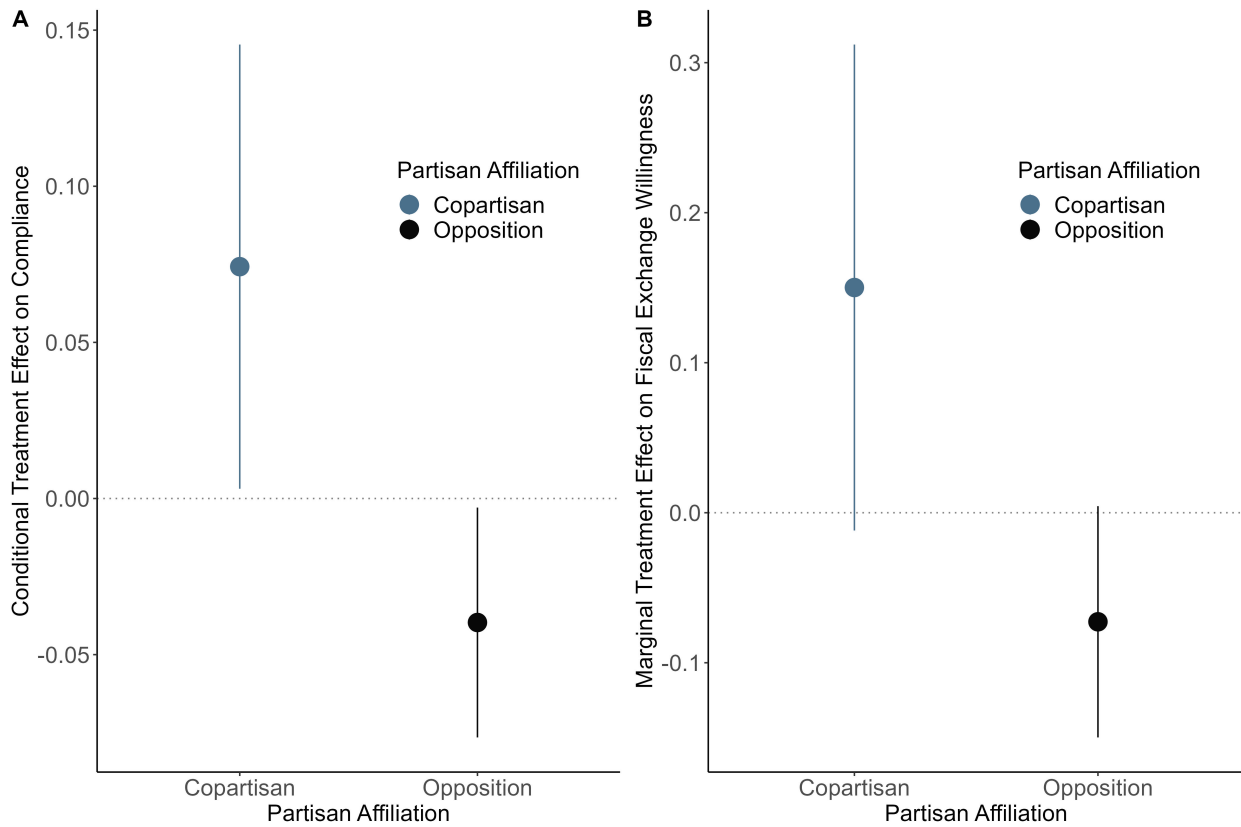 A
Conditional Treatment Effect on Compliance
0.15
0.10
0.05
0.00
-0.05
Partisan Affiliation
Copartisan
Opposition
Copartisan
Opposition
Partisan Affiliation
B
Marginal Treatment Effect on Fiscal Exchange Willingness
0.3
0.2
0.1
0.0
-0.1
Partisan Affiliation
Copartisan
Opposition
Copartisan
Opposition
Partisan Affiliation